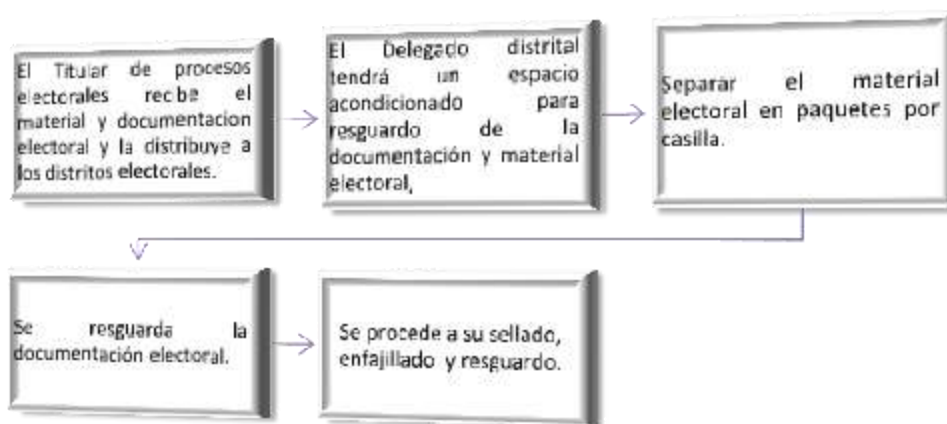 El Titular de procesos
electorales recibe el
material y documentacion
electoral y la distribuye a
los distritos electorales.
El Delegado distrital
tendrá un espacio
acondicionado para
resguardo de la
documentación y material
electoral,
Separar el material
electoral en paquetes por
casilla.
Se resguarda la
documentación electoral.
Se procede a su sellado,
enfajillado y resguardo.